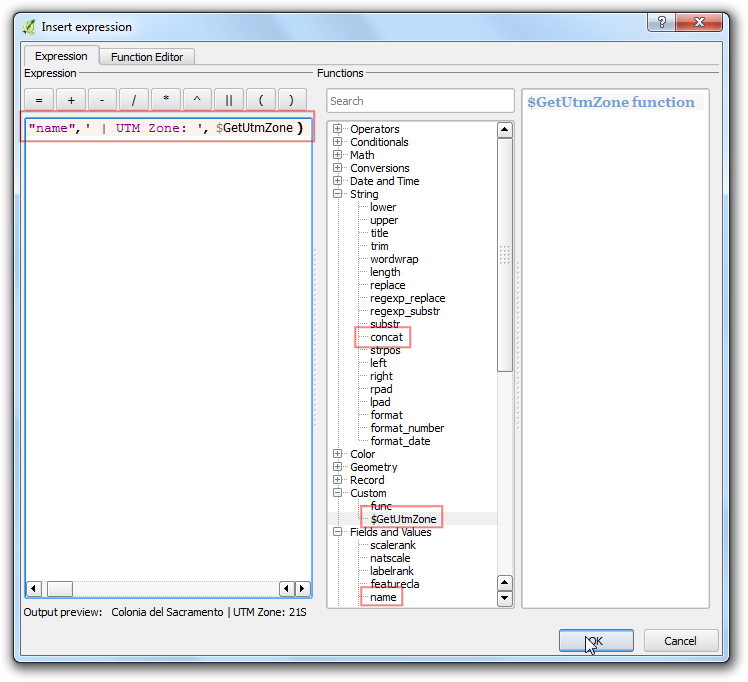 Insert expression
Expression Function Editor
Expression
Functions
= + - / * ^ || ( )
"name",' | UTM Zone: ', $GetUtmZone )
Search
Operators
Conditionals
Math
Conversions
Date and Time
String
lower
upper
title
trim
wordwrap
length
replace
regexp_replace
regexp_substr
substr
concat
strpos
left
right
rpad
lpad
format
format_number
format_date
Color
Geometry
Record
Custom
func
$GetUtmZone
Fields and Values
scalerank
natscale
labelrank
featurecla
name
$GetUtmZone function
Output preview: Colonia del Sacramento | UTM Zone: 21S
OK
Cancel